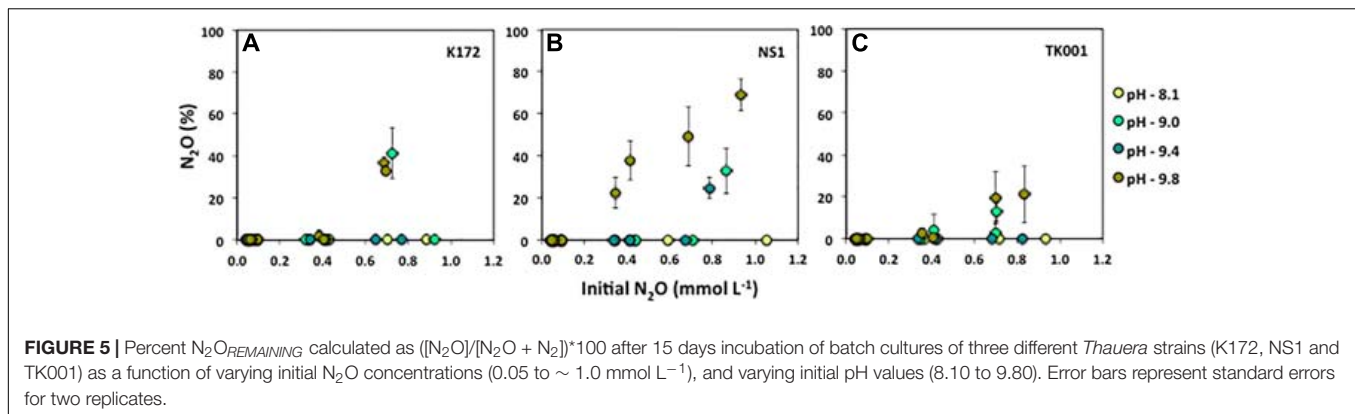 A
K172
B
NS1
C
TK001
100
80
60
40
20
0
N₂O (%)
0.0 0.2 0.4 0.6 0.8 1.0 1.2
100
80
60
40
20
0
0.0 0.2 0.4 0.6 0.8 1.0 1.2
100
80
60
40
20
0
0.0 0.2 0.4 0.6 0.8 1.0 1.2
Initial N₂O (mmol L⁻¹)
pH - 8.1
pH - 9.0
pH - 9.4
pH - 9.8
FIGURE 5 | Percent N₂O_REMAINING calculated as ([N₂O]/[N₂O + N₂])*100 after 15 days incubation of batch cultures of three different Thauera strains (K172, NS1 and
TK001) as a function of varying initial N₂O concentrations (0.05 to ∼ 1.0 mmol L⁻¹), and varying initial pH values (8.10 to 9.80). Error bars represent standard errors
for two replicates.